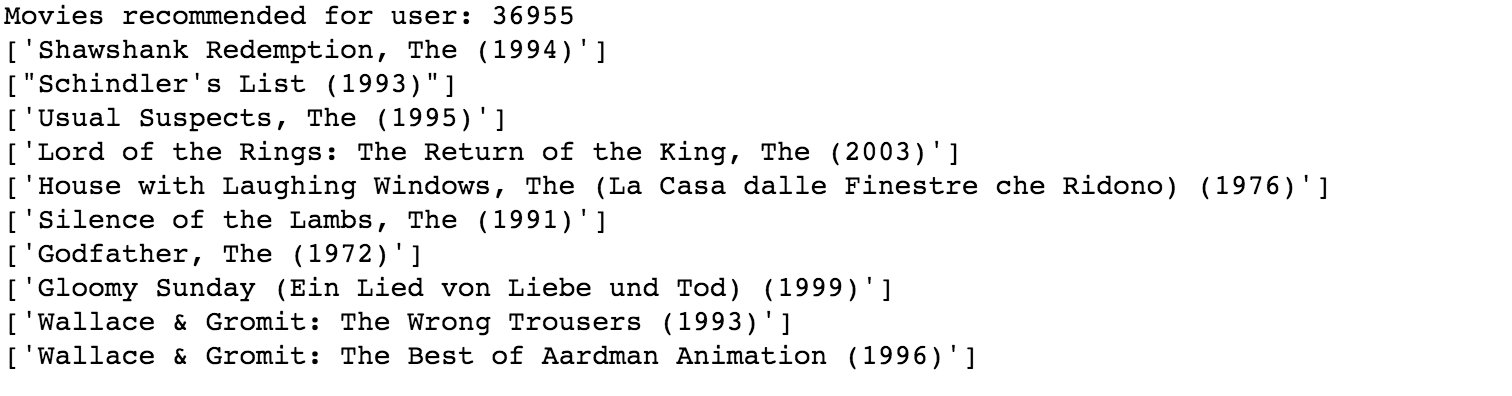 Movies recommended for user: 36955
['Shawshank Redemption, The (1994)']
["Schindler's List (1993)"]
['Usual Suspects, The (1995)']
['Lord of the Rings: The Return of the King, The (2003)']
['House with Laughing Windows, The (La Casa dalle Finestre che Ridono) (1976)']
['Silence of the Lambs, The (1991)']
['Godfather, The (1972)']
['Gloomy Sunday (Ein Lied von Liebe und Tod) (1999)']
['Wallace & Gromit: The Wrong Trousers (1993)']
['Wallace & Gromit: The Best of Aardman Animation (1996)']